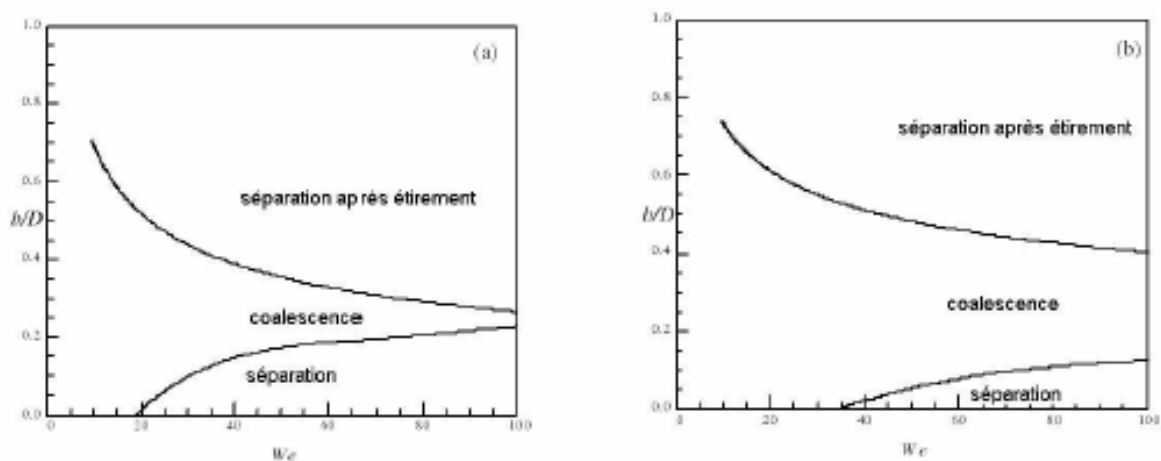 (a)
1.0
0.8
0.6
b/D
0.4
0.2
0.0
séparation après étirement
coalescence
séparation
0
20
40
60
80
100
We
(b)
1.0
0.8
0.6
b/D
0.4
0.2
0.0
séparation après étirement
coalescence
séparation
0
20
40
60
80
100
We